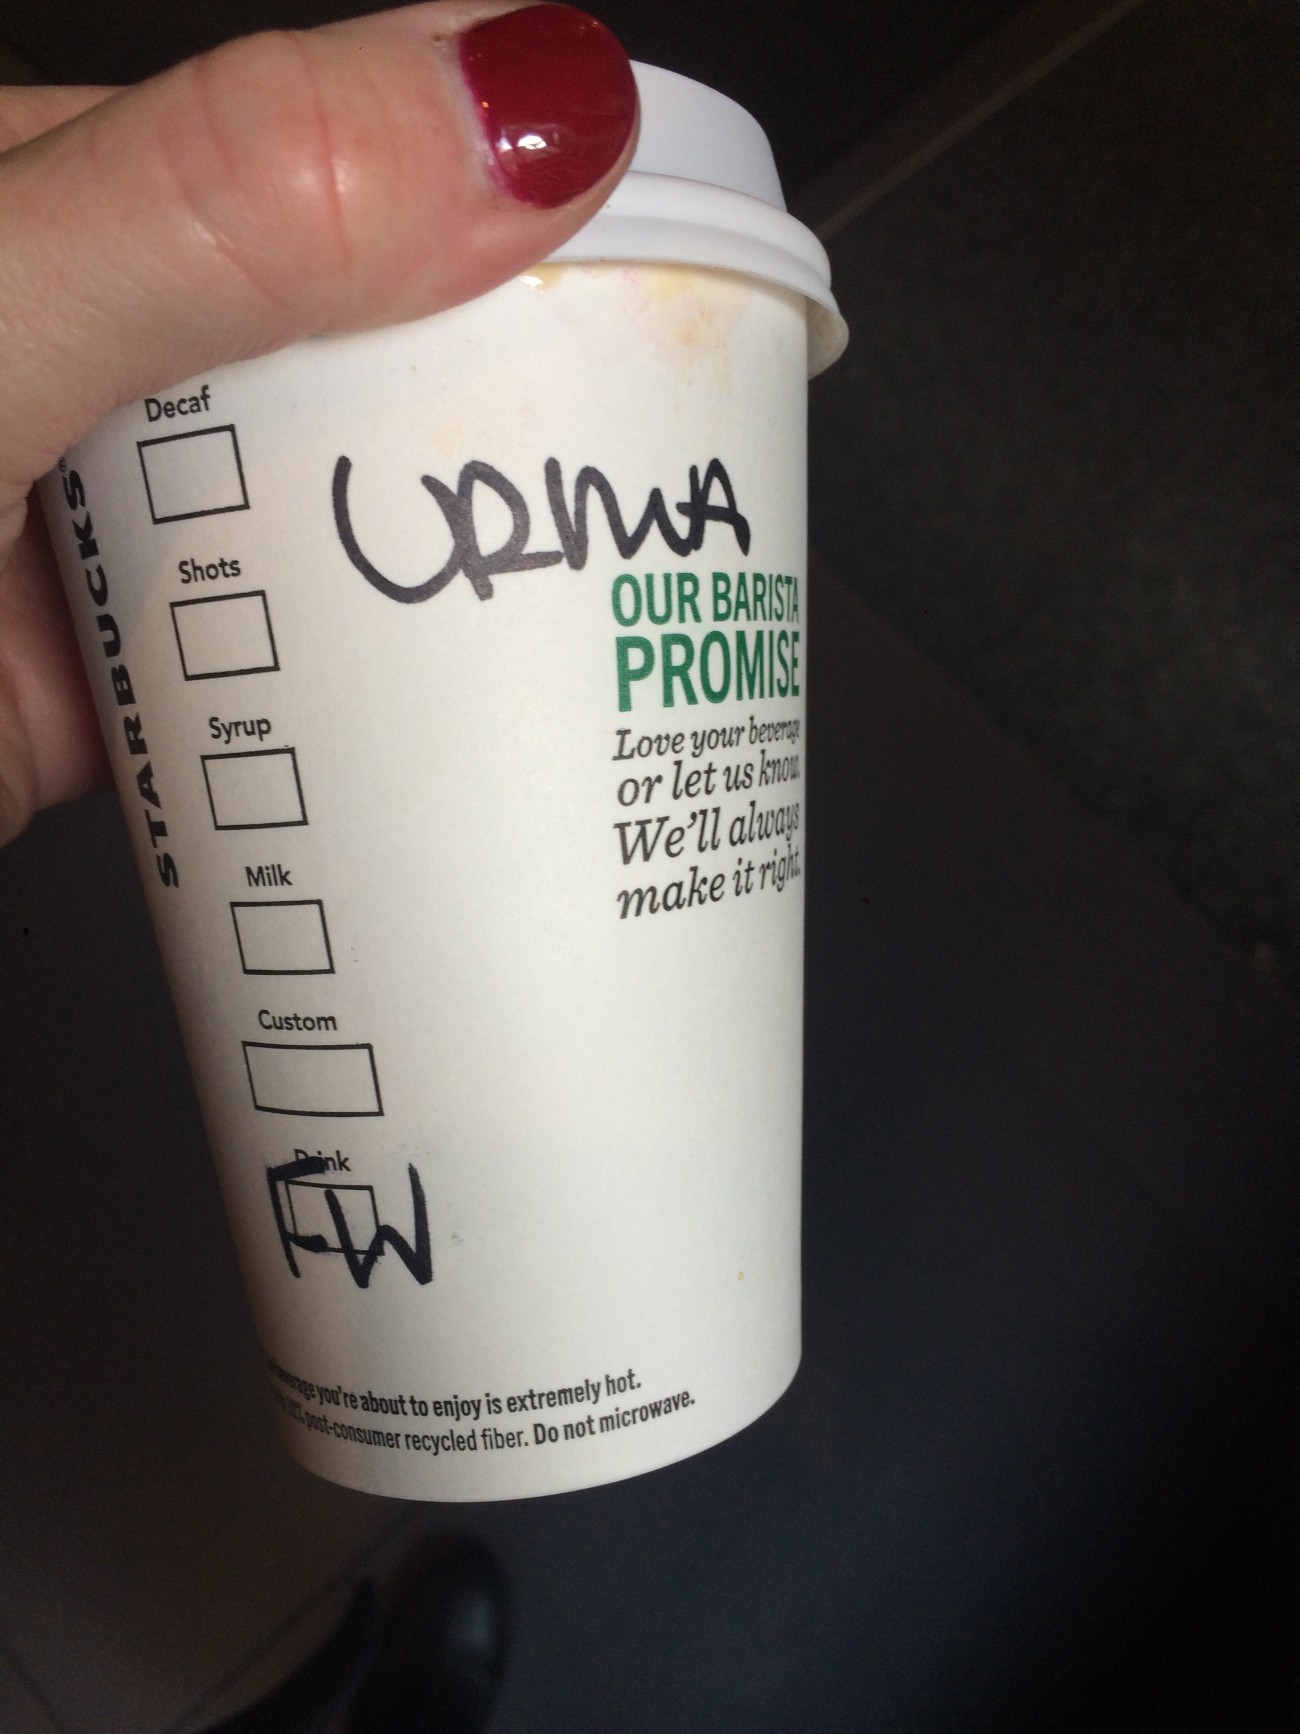 STARBUCKS®
Decaf
Shots
Syrup
Milk
Custom
Drink
FW
URMA
OUR BARISTA
PROMISE
Love your beverage
or let us know.
We'll always
make it right.
you're about to enjoy is extremely hot.
10% post-consumer recycled fiber. Do not microwave.